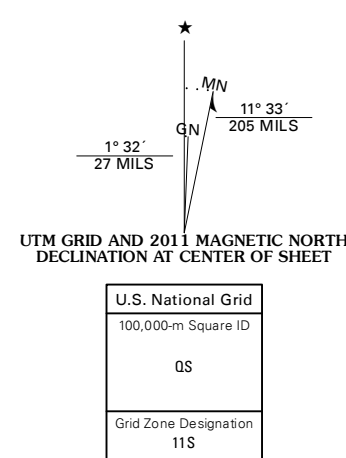 ★
MN
GN
11° 33´
205 MILS
1° 32´
27 MILS
UTM GRID AND 2011 MAGNETIC NORTH
DECLINATION AT CENTER OF SHEET
U.S. National Grid
100,000-m Square ID
QS
Grid Zone Designation
11S